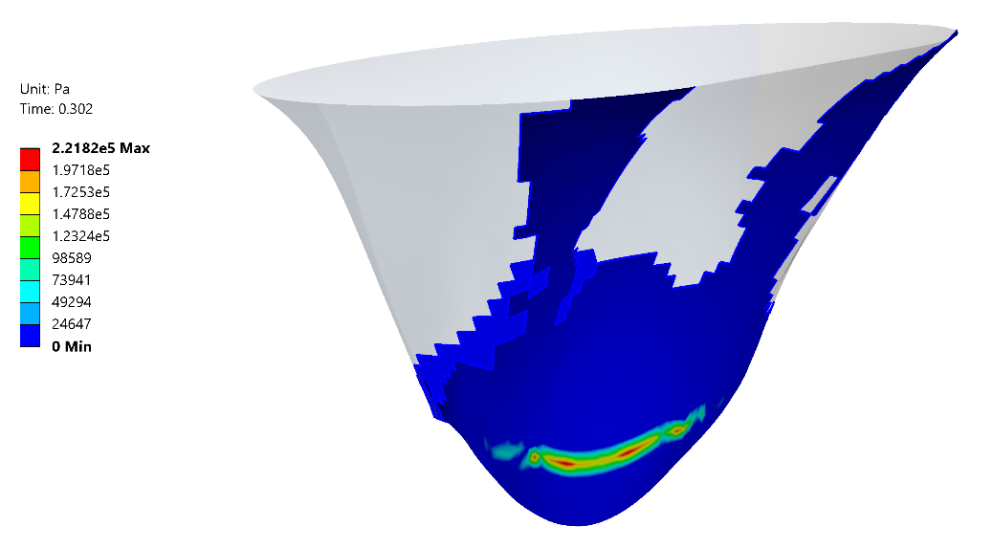 Unit: Pa
Time: 0.302
2.2182e5 Max
1.9718e5
1.7253e5
1.4788e5
1.2324e5
98589
73941
49294
24647
0 Min